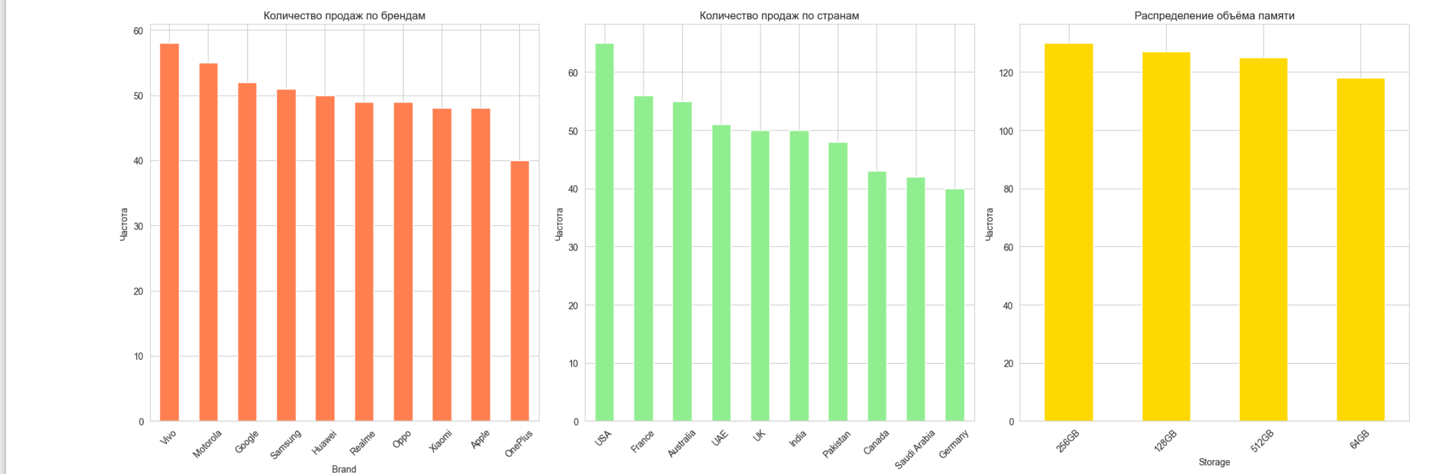 Количество продаж по брендам
60
50
40
30
20
10
0
Частота
Vivo
Motorola
Google
Samsung
Huawei
Realme
Oppo
Xiaomi
Apple
OnePlus
Brand
Количество продаж по странам
60
50
40
30
20
10
0
Частота
USA
France
Australia
UAE
UK
India
Pakistan
Canada
Saudi Arabia
Germany
Распределение объёма памяти
120
100
80
60
40
20
0
Частота
256GB
128GB
512GB
64GB
Storage